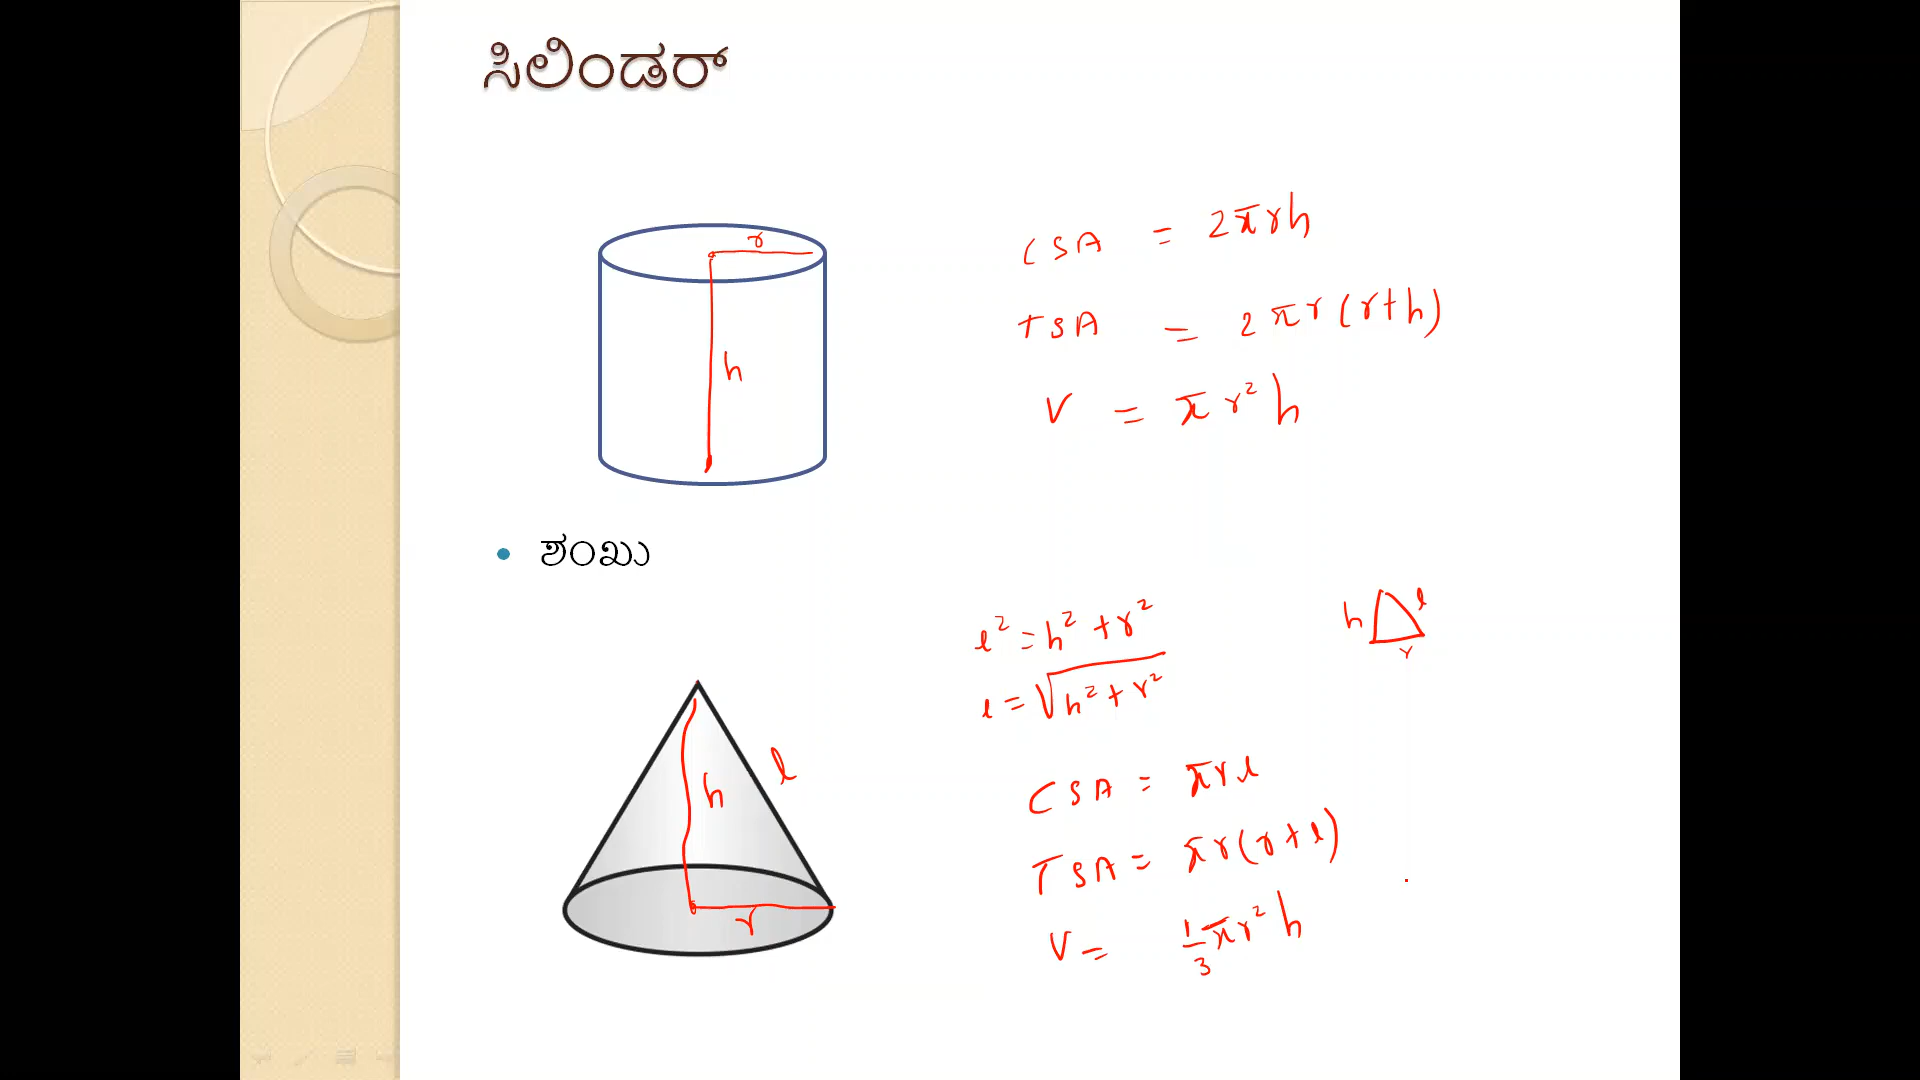 ಸಿಲಿಂಡರ್
r
h
CSA = 2πrh
TSA = 2πr(r+h)
V = πr²h
• ಶಂಖು
l² = h² + r²
l = √h² + r²
h l
r
h
l
r
CSA = πrl
TSA = πr(r+l)
V = 1/3 πr²h